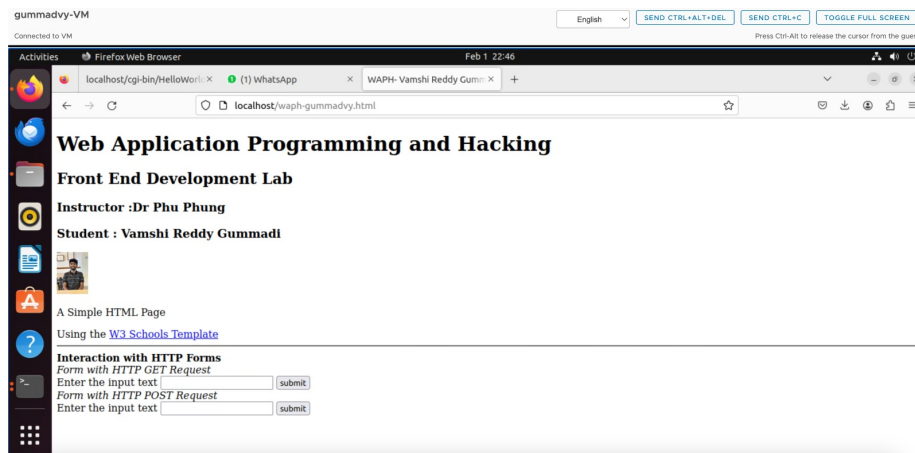 gummadvy-VM
English
SEND CTRL+ALT+DEL
SEND CTRL+C
TOGGLE FULL SCREEN
Connected to VM
Press Ctrl-Alt to release the cursor from the gues
Activities
Firefox Web Browser
Feb 1 22:46
localhost/cgi-bin/HelloWorl
(1) WhatsApp
WAPH- Vamshi Reddy Gumm
localhost/waph-gummadvy.html
Web Application Programming and Hacking
Front End Development Lab
Instructor :Dr Phu Phung
Student : Vamshi Reddy Gummadi
A Simple HTML Page
Using the W3 Schools Template
Interaction with HTTP Forms
Form with HTTP GET Request
Enter the input text submit
Form with HTTP POST Request
Enter the input text submit